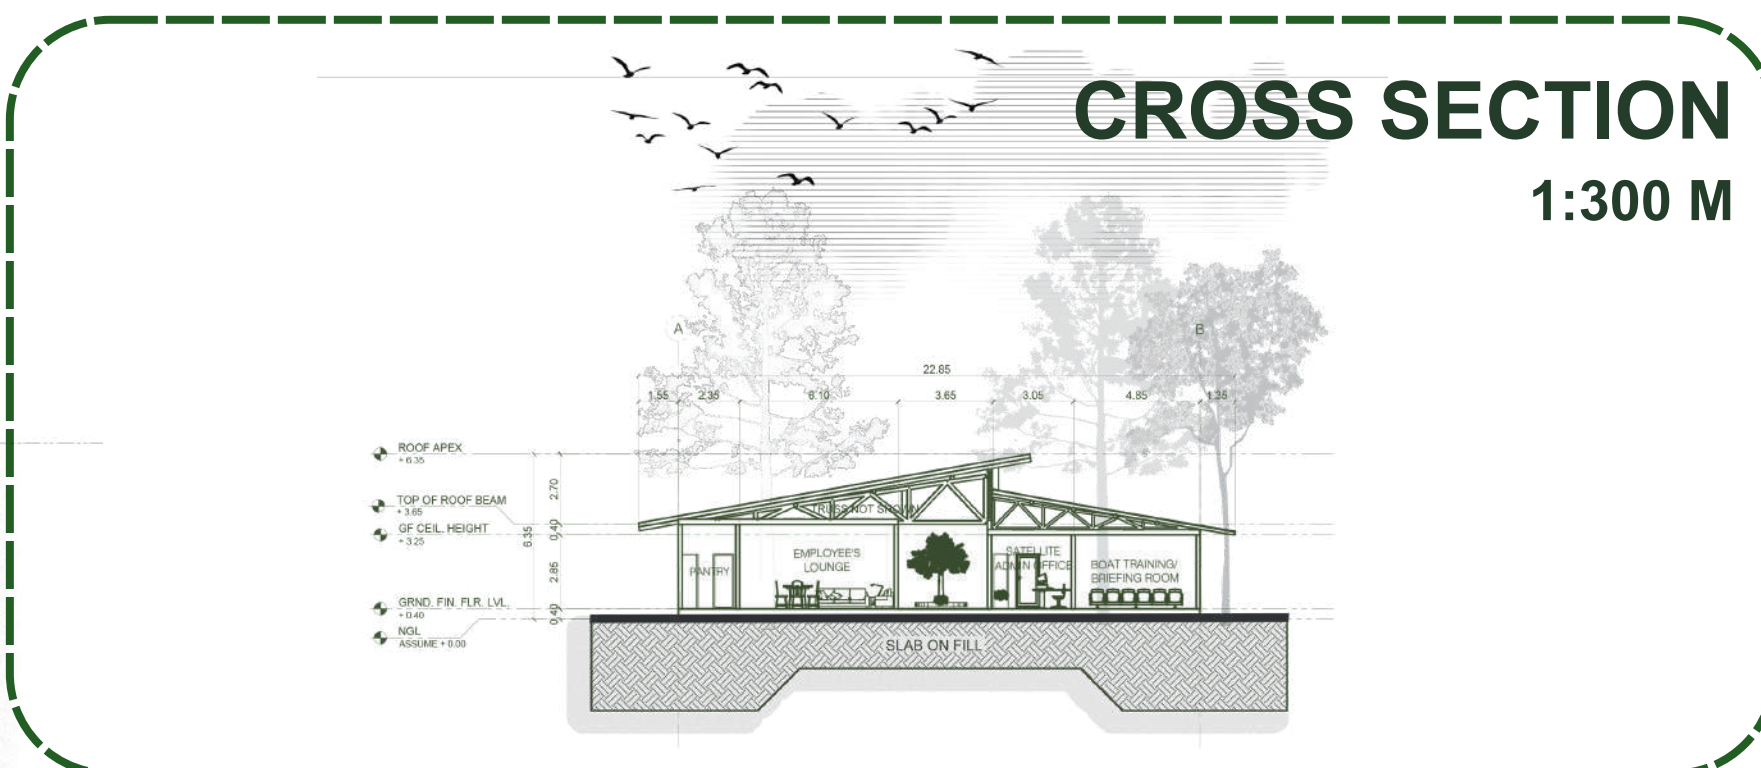 CROSS SECTION
1:300 M
A
B
22.85
1.55
2.35
6.10
3.65
3.05
4.85
1.35
ROOF APEX
+ 6.35
TOP OF ROOF BEAM
+ 3.65
GF CEIL. HEIGHT
+ 3.25
GRND. FIN. FLR. LVL.
+ 0.40
NGL
ASSUME + 0.00
6.35
2.70
0.40
2.85
0.40
TRUSS NOT SHOWN
PANTRY
EMPLOYEE'S
LOUNGE
SATELLITE
ADMIN OFFICE
BOAT TRAINING/
BRIEFING ROOM
SLAB ON FILL